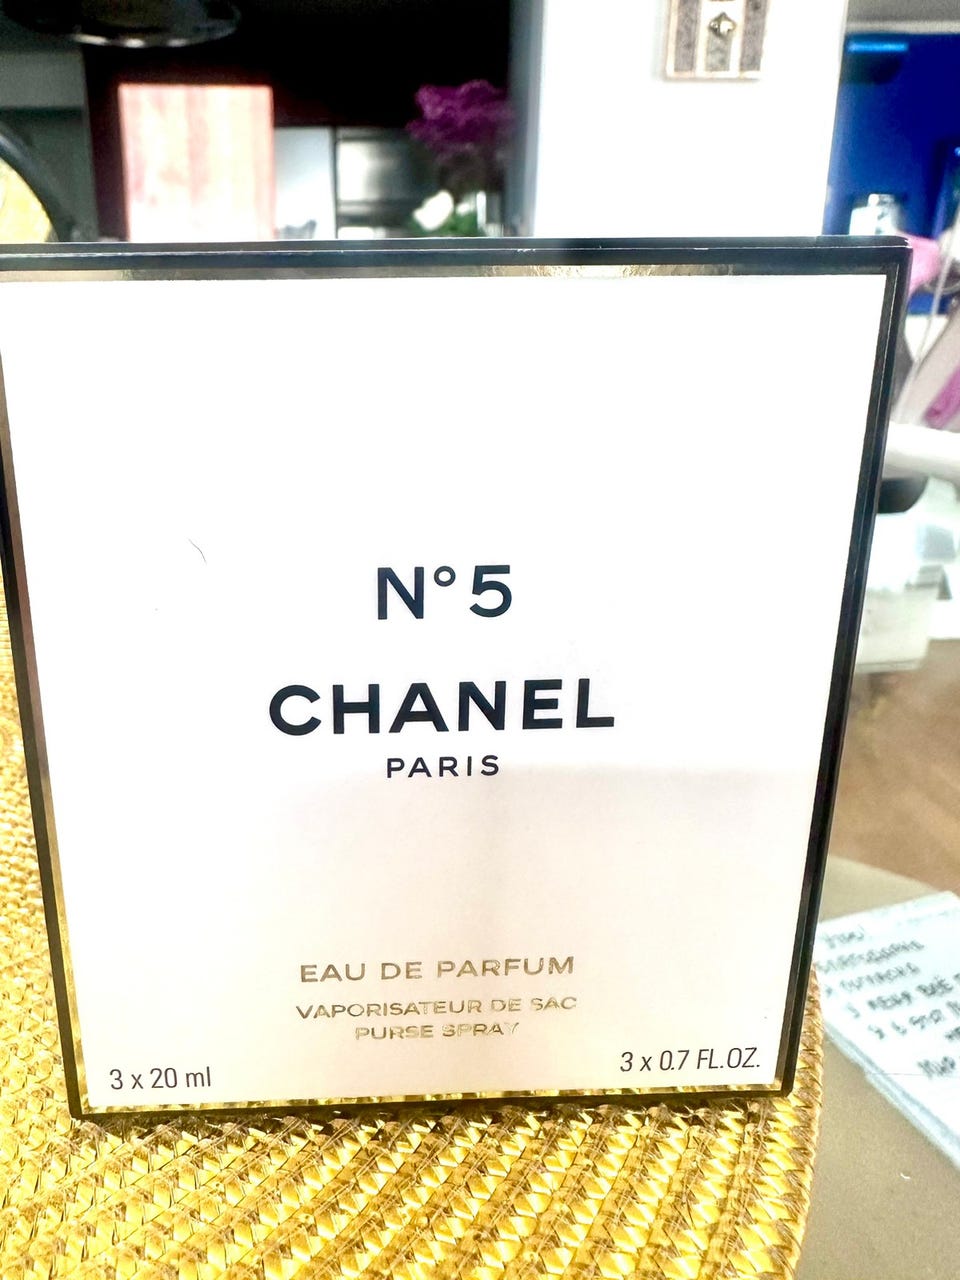 N°5
CHANEL
PARIS
EAU DE PARFUM
VAPORISATEUR DE SAC
PURSE SPRAY
3 x 20 ml
3 x 0.7 FL.OZ.